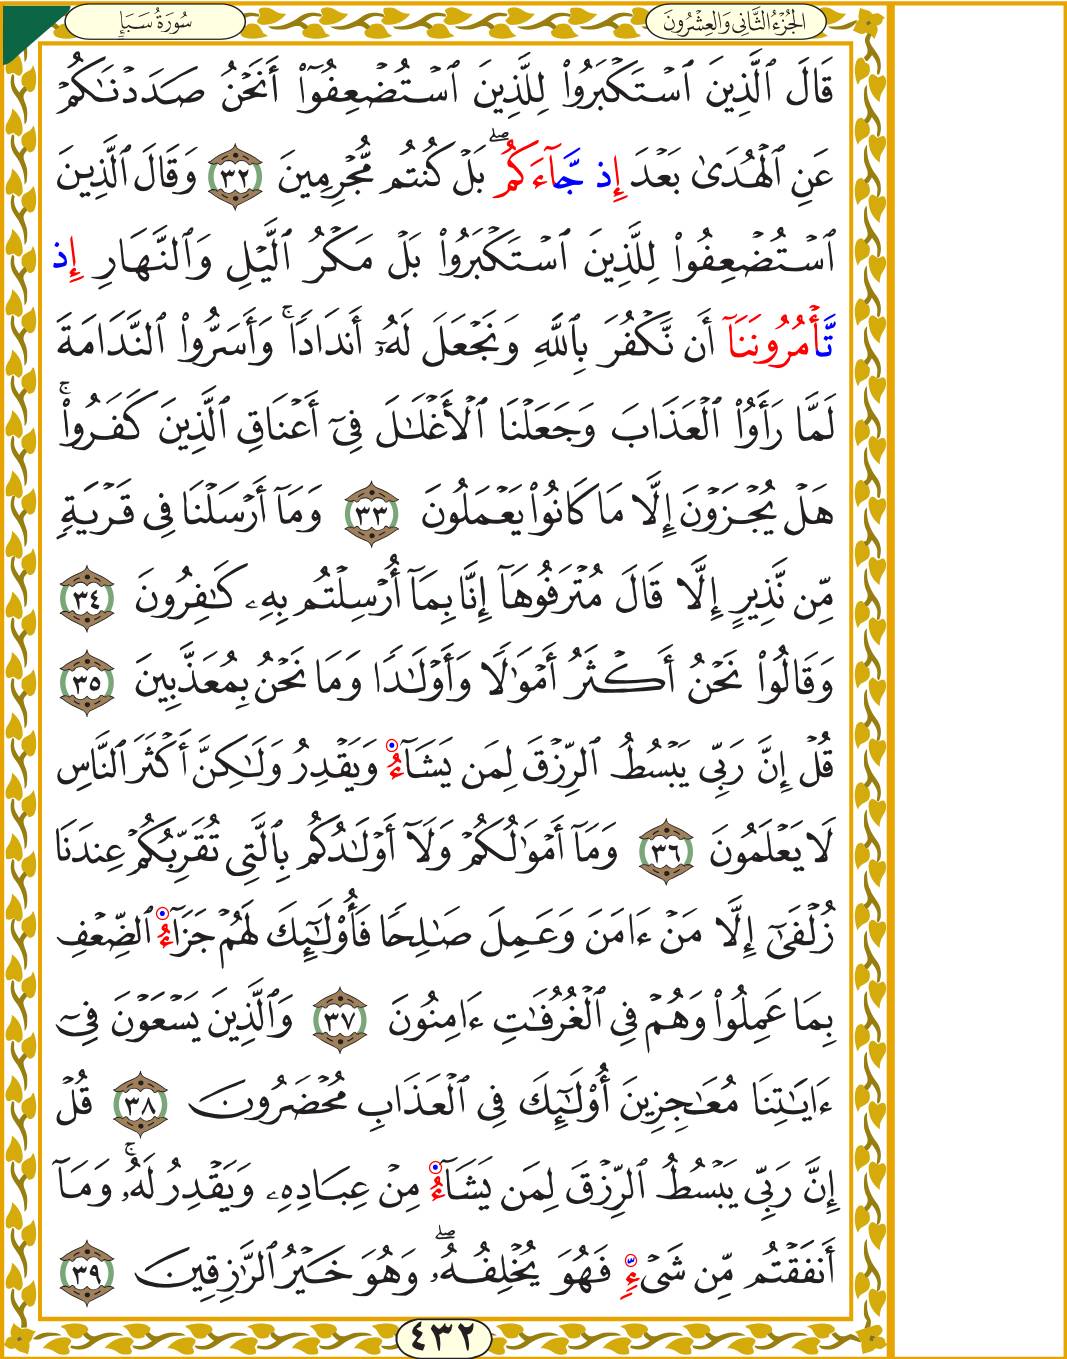 الجُزْءُ الثَّانِي وَالعِشْرُونَ
سُورَةُ سَبَإٍ
قَالَ ٱلَّذِينَ ٱسۡتَكۡبَرُواْ لِلَّذِينَ ٱسۡتُضۡعِفُوٓاْ أَنَحۡنُ صَدَدۡنَٰكُمۡ
عَنِ ٱلۡهُدَىٰ بَعۡدَ إِذ جَّآءَكُمۖ بَلۡ كُنتُم مُّجۡرِمِينَ ٣٢ وَقَالَ ٱلَّذِينَ
ٱسۡتُضۡعِفُواْ لِلَّذِينَ ٱسۡتَكۡبَرُواْ بَلۡ مَكۡرُ ٱلَّيۡلِ وَٱلنَّهَارِ إِذ
تَّأۡمُرُونَنَآ أَن نَّكۡفُرَ بِٱللَّهِ وَنَجۡعَلَ لَهُۥٓ أَندَادٗاۚ وَأَسَرُّواْ ٱلنَّدَامَةَ
لَمَّا رَأَوُاْ ٱلۡعَذَابَ وَجَعَلۡنَا ٱلۡأَغۡلَٰلَ فِيٓ أَعۡنَاقِ ٱلَّذِينَ كَفَرُواْۚ
هَلۡ يُجۡزَوۡنَ إِلَّا مَا كَانُواْ يَعۡمَلُونَ ٣٣ وَمَآ أَرۡسَلۡنَا فِي قَرۡيَةٖ
مِّن نَّذِيرٍ إِلَّا قَالَ مُتۡرَفُوهَآ إِنَّا بِمَآ أُرۡسِلۡتُم بِهِۦ كَٰفِرُونَ ٣٤
وَقَالُواْ نَحۡنُ أَكۡثَرُ أَمۡوَٰلٗا وَأَوۡلَٰدٗا وَمَا نَحۡنُ بِمُعَذَّبِينَ ٣٥
قُلۡ إِنَّ رَبِّي يَبۡسُطُ ٱلرِّزۡقَ لِمَن يَشَآءُ وَيَقۡدِرُ وَلَٰكِنَّ أَكۡثَرَ ٱلنَّاسِ
لَا يَعۡلَمُونَ ٣٦ وَمَآ أَمۡوَٰلُكُمۡ وَلَآ أَوۡلَٰدُكُم بِٱلَّتِي تُقَرِّبُكُمۡ عِندَنَا
زُلۡفَىٰٓ إِلَّا مَنۡ ءَامَنَ وَعَمِلَ صَٰلِحٗا فَأُوْلَٰٓئِكَ لَهُمۡ جَزَآءُ ٱلضِّعۡفِ
بِمَا عَمِلُواْ وَهُمۡ فِي ٱلۡغُرُفَٰتِ ءَامِنُونَ ٣٧ وَٱلَّذِينَ يَسۡعَوۡنَ فِيٓ
ءَايَٰتِنَا مُعَٰجِزِينَ أُوْلَٰٓئِكَ فِي ٱلۡعَذَابِ مُحۡضَرُونَ ٣٨ قُلۡ
إِنَّ رَبِّي يَبۡسُطُ ٱلرِّزۡقَ لِمَن يَشَآءُ مِنۡ عِبَادِهِۦ وَيَقۡدِرُ لَهُۥۚ وَمَآ
أَنفَقۡتُم مِّن شَيۡءٖ فَهُوَ يُخۡلِفُهُۥۖ وَهُوَ خَيۡرُ ٱلرَّٰزِقِينَ ٣٩
٤٣٢